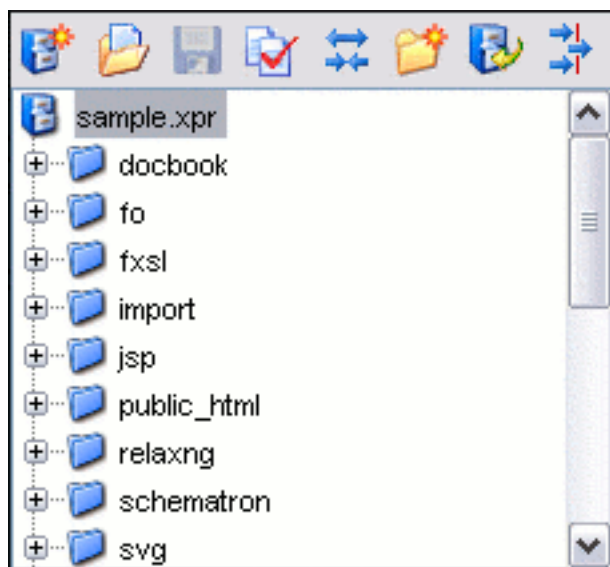 sample.xpr
docbook
fo
fxsl
import
jsp
public_html
relaxng
schematron
svg